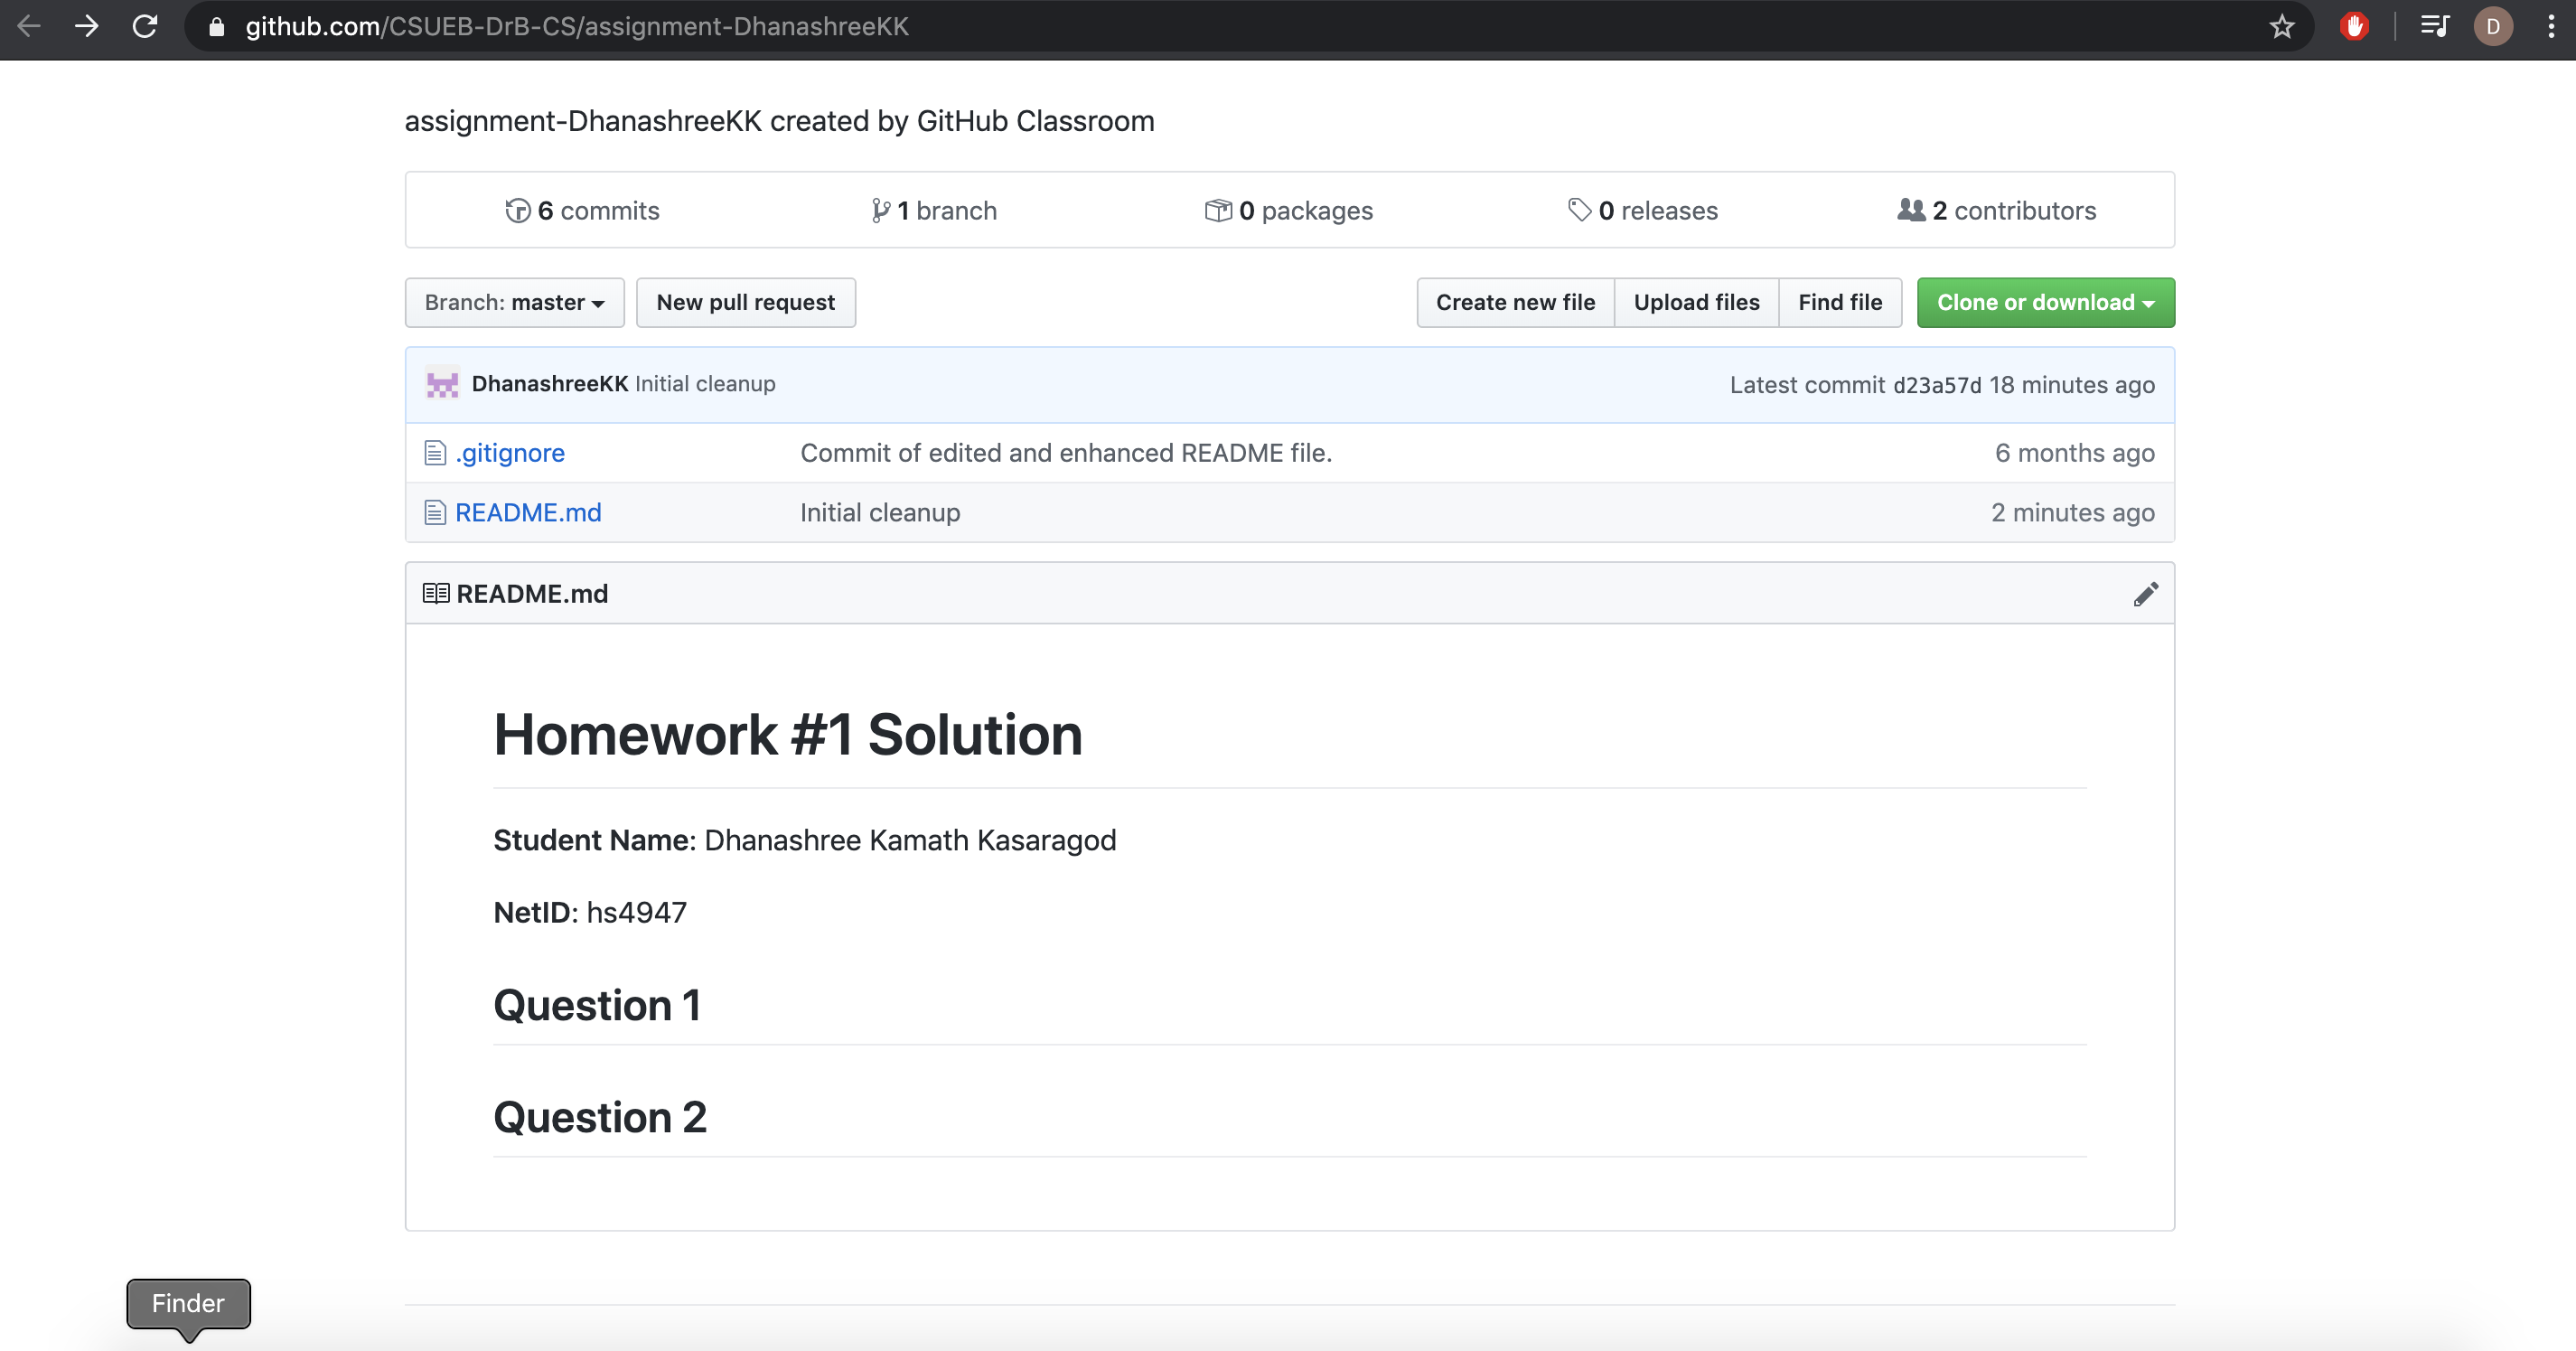 github.com/CSUEB-DrB-CS/assignment-DhanashreeKK
D
assignment-DhanashreeKK created by GitHub Classroom
6 commits 1 branch 0 packages 0 releases 2 contributors
Branch: master New pull request Create new file Upload files Find file Clone or download
DhanashreeKK Initial cleanup Latest commit d23a57d 18 minutes ago
.gitignore Commit of edited and enhanced README file. 6 months ago
README.md Initial cleanup 2 minutes ago
README.md
Homework #1 Solution
Student Name: Dhanashree Kamath Kasaragod
NetID: hs4947
Question 1
Question 2
Finder